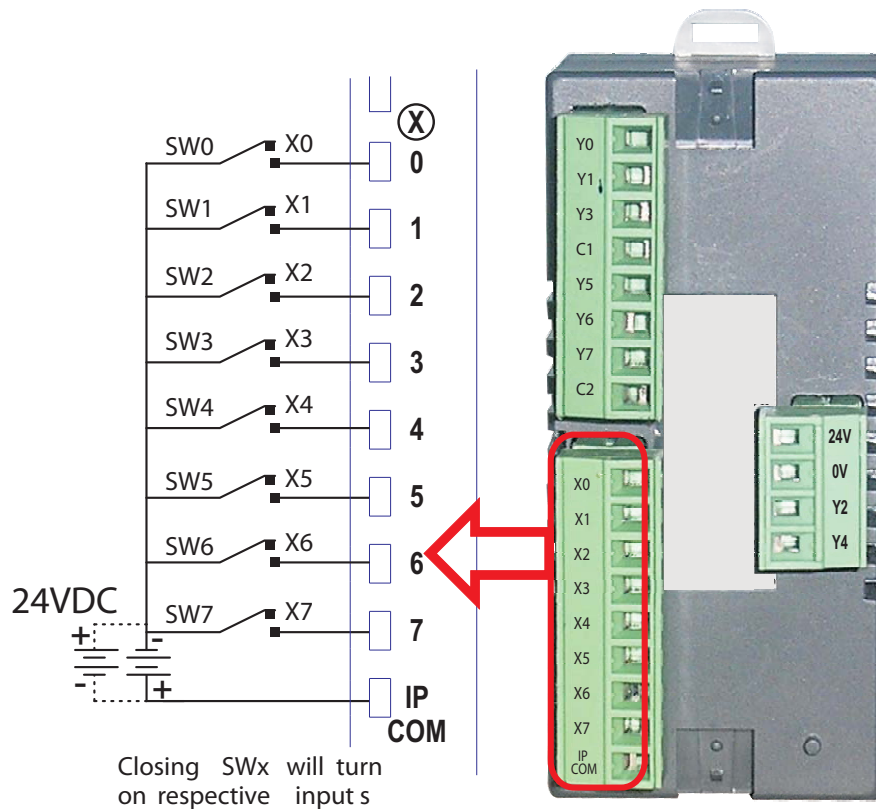 X
SW0 X0 0
SW1 X1 1
SW2 X2 2
SW3 X3 3
SW4 X4 4
SW5 X5 5
SW6 X6 6
24VDC
SW7 X7 7
+ -
- +
IP
COM
Closing SWx will turn
on respective input s
Y0
Y1
Y3
C1
Y5
Y6
Y7
C2
X0
X1
X2
X3
X4
X5
X6
X7
IP
COM
24V
0V
Y2
Y4